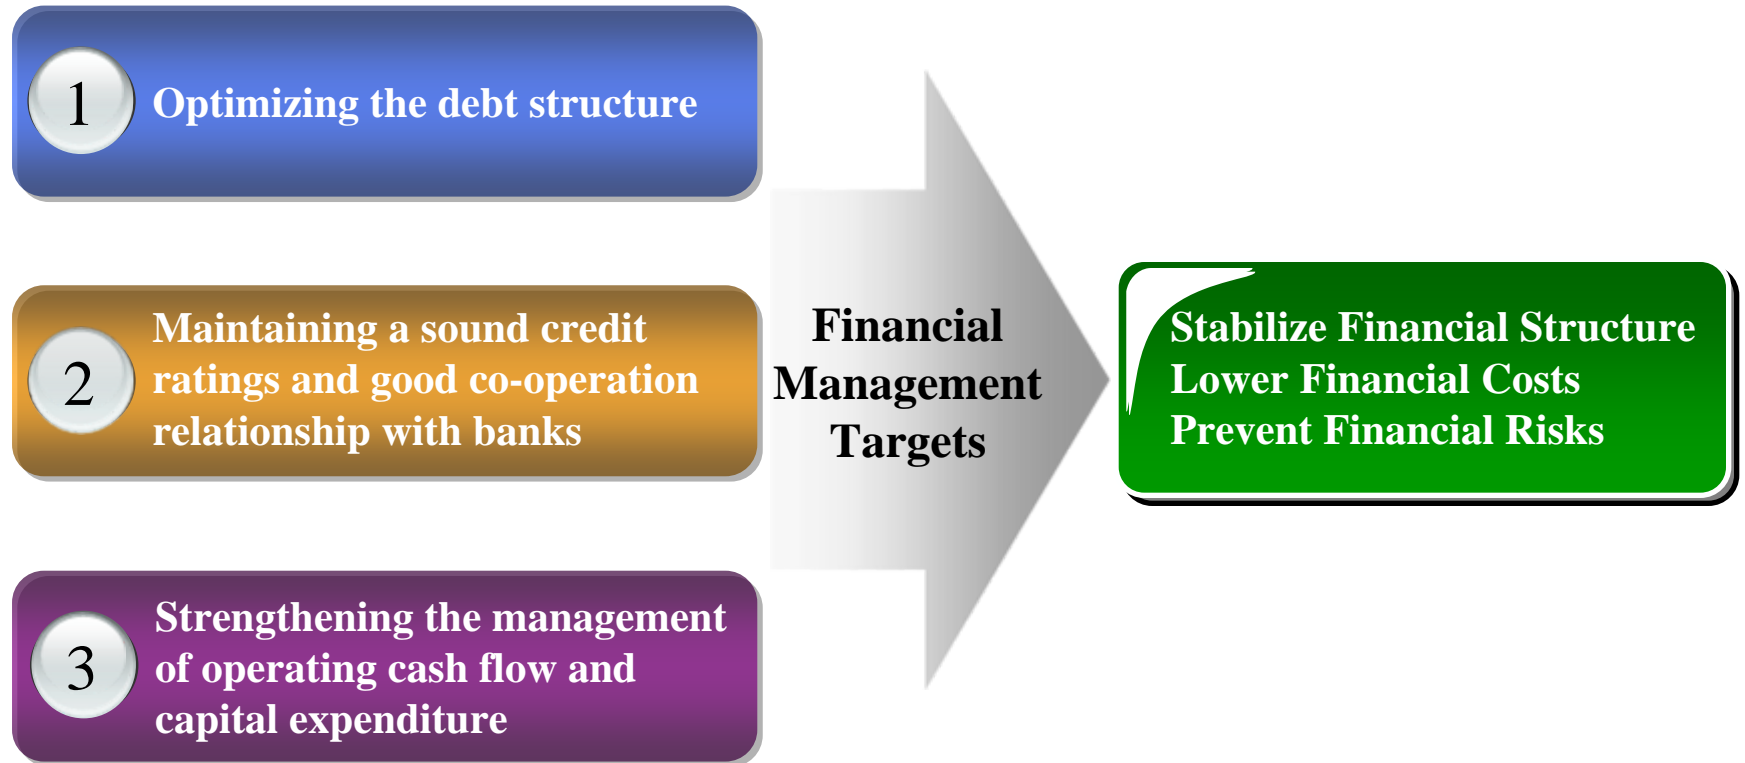 1
Optimizing the debt structure
2
Maintaining a sound credit
ratings and good co-operation
relationship with banks
3
Strengthening the management
of operating cash flow and
capital expenditure
Financial
Management
Targets
Stabilize Financial Structure
Lower Financial Costs
Prevent Financial Risks